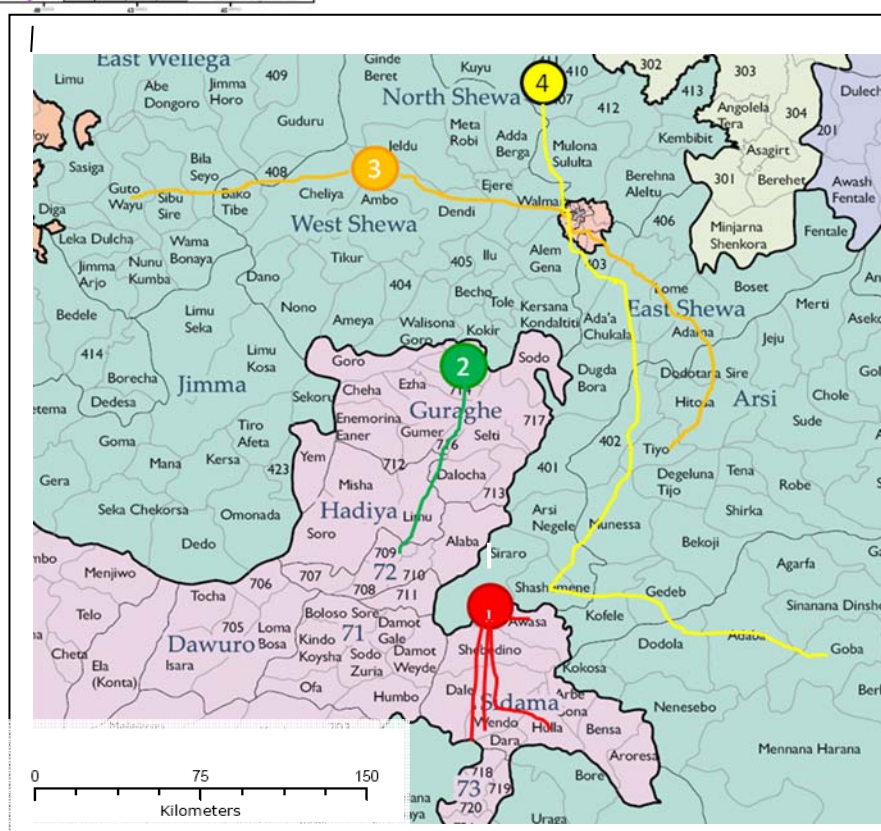 East Wellega
Limu
Abe
Dongoro
Jimma
Horo
409
Guduru
Ginde
Beret
Kuyu
North Shewa
4
410
412
302
413
303
Angolela
Tera
304
Dulech
201
Sasiga
Bila
Seyo
408
3
Jeldu
Meta
Robi
Adda
Berga
Mulona
Sululta
Kembibit
Asagirt
301
Berehet
Awash
Fentale
Guto
Wayu
Sibu
Sire
Bako
Tibe
Cheliya
Ambo
Ejere
Dendi
Walma
Berehna
Aleltu
406
Minjarna
Shenkora
Fentale
Diga
West Shewa
Leka Dulcha
Wama
Bonaya
Jimma
Arjo
Nunu
Kumba
Dano
Tikur
404
405
Ilu
Alem
Gena
403
Becho
Tole
Kersana
Kondaltiti
Ada'a
Chukala
Lome
Boset
East Shewa
Merti
Bedele
Limu
Seka
Nono
Ameya
Walisona
Goro
Kokir
Adama
Jeju
414
Limu
Kosa
Goro
2
Sodo
Dugda
Bora
Dodotana Sire
Borecha
Jimma
Cheha
Ezha
Hitosa
Arsi
Chole
Dedesa
Sekoru
Guraghe
Enemorina
Eaner
Gumer
Selti
717
Sude
Goma
Tiro
Afeta
Yem
712
716
402
Tiyo
Mana
Kersa
423
Misha
Dalocha
401
Degeluna
Tijo
Tena
Robe
Gera
713
Seka Chekorsa
Omonada
Hadiya
Limu
Arsi
Negele
Munessa
Shirka
Dedo
Soro
Alaba
Siraro
Bekoji
Agarfa
Menjiwo
709
72
710
707
708
711
706
Tocha
Shashemene
Gedeb
Sinana Dinsh
Telo
Boloso Sore
1
Awasa
Kofele
705
Loma
Bosa
Kindo
Koysha
71
Damot
Gale
Shebedino
Dodola
Adaba
Goba
Dawuro
Isara
Sodo
Zuria
Damot
Weyde
Kokosa
Cheta
Ela
(Konta)
Ofa
Humbo
Dale
Sidama
Nenesebo
Wendo
Hulla
Bensa
Dara
Aroresa
Mennana Harana
718
73
719
720
Bore
Uraga
0
75
150
Kilometers